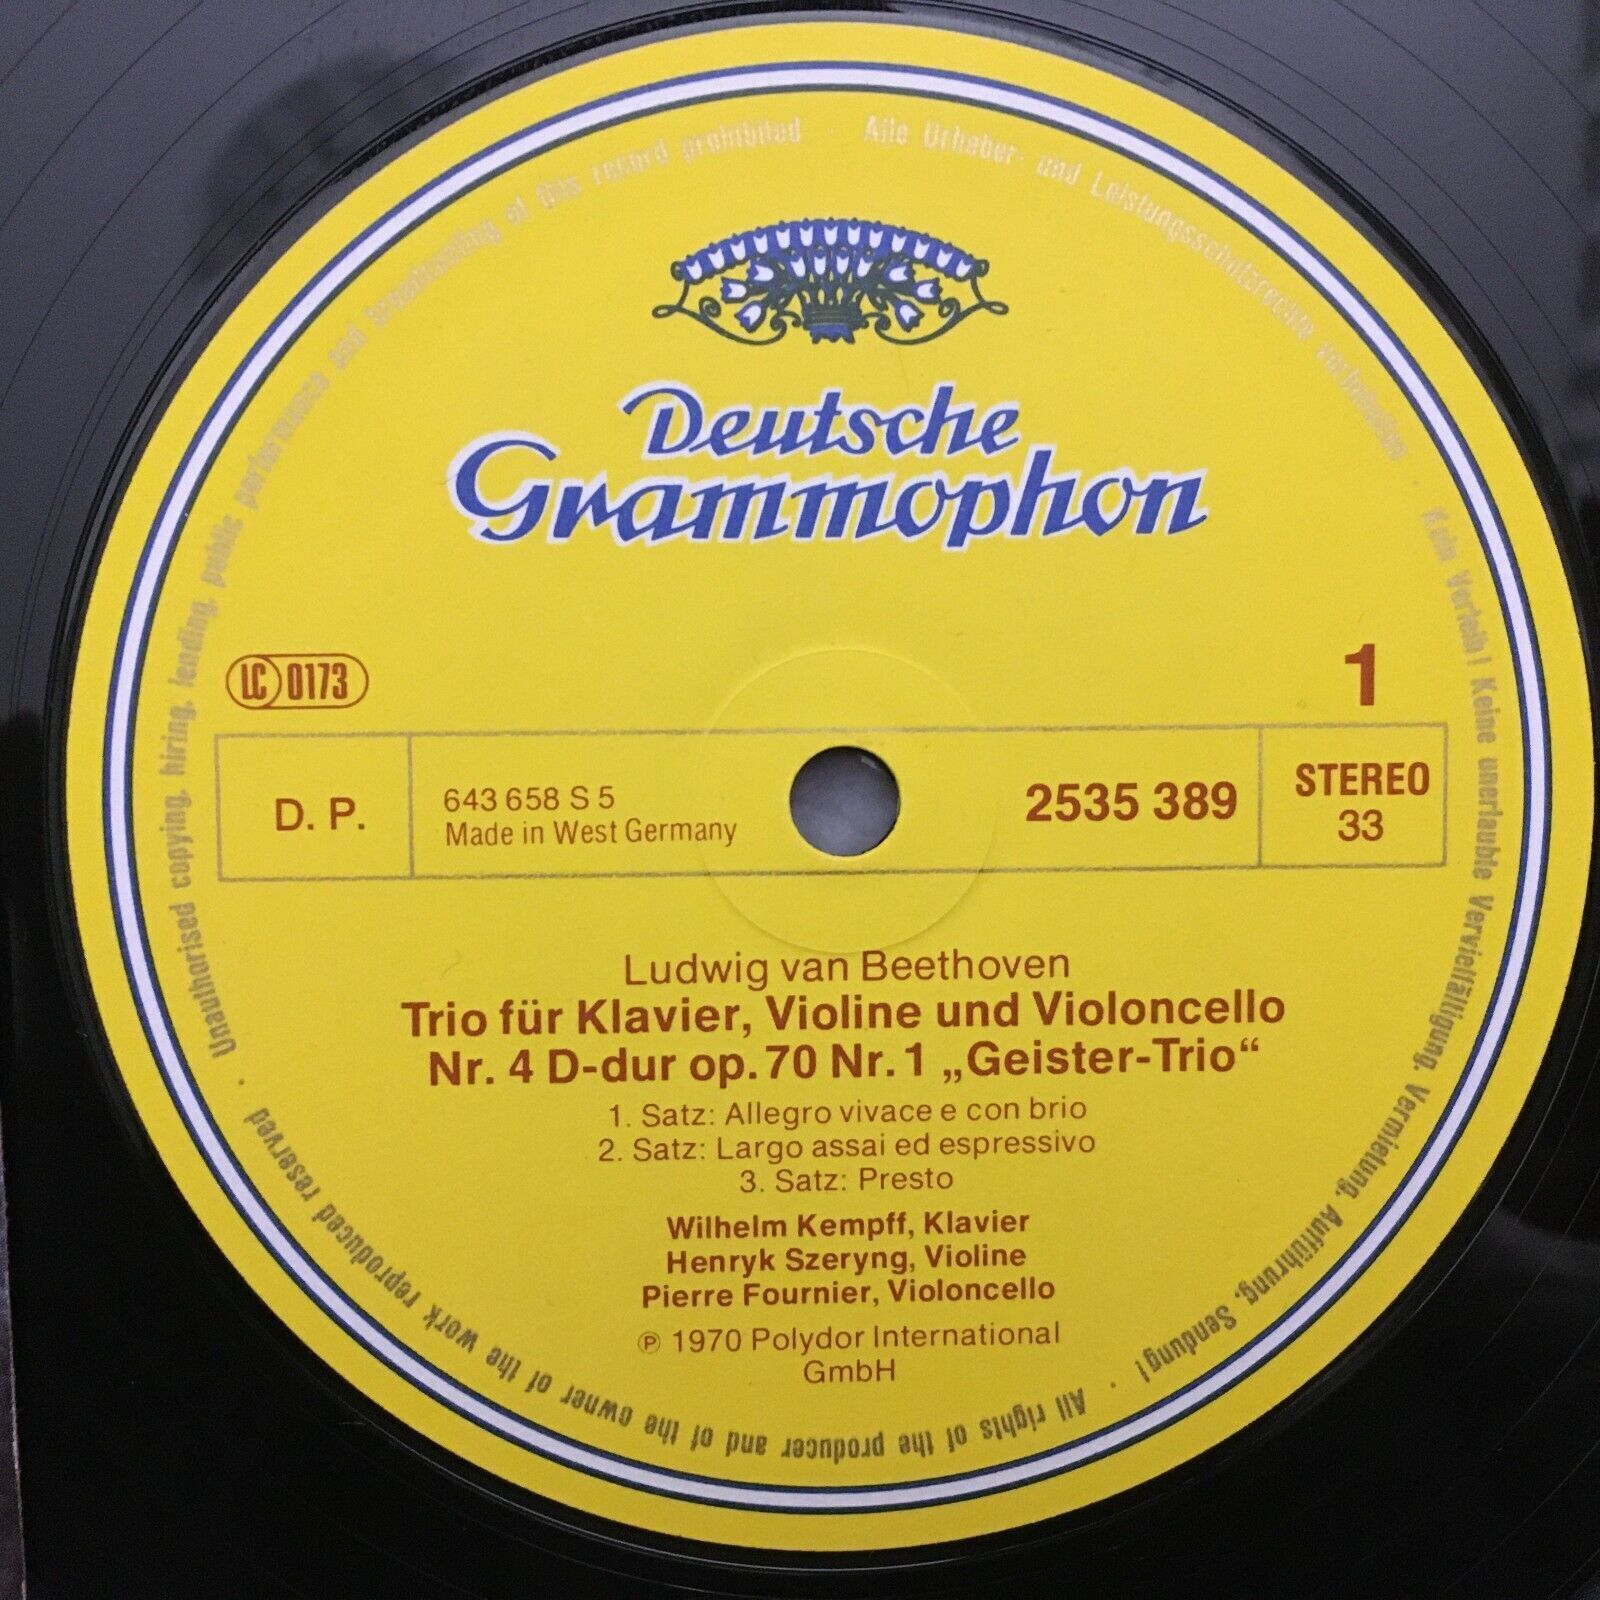 Deutsche
Grammophon
LC 0173
1
D. P.
643 658 S 5
Made in West Germany
2535 389
STEREO
33
Ludwig van Beethoven
Trio für Klavier, Violine und Violoncello
Nr. 4 D-dur op. 70 Nr. 1 „Geister-Trio“
1. Satz: Allegro vivace e con brio
2. Satz: Largo assai ed espressivo
3. Satz: Presto
Wilhelm Kempff, Klavier
Henryk Szeryng, Violine
Pierre Fournier, Violoncello
℗ 1970 Polydor International
GmbH
Alle Urheber- und Leistungsschutzrechte vorbehalten · Kein Verleih! Keine unerlaubte Vervielfältigung, Vermietung, Aufführung, Sendung! · All rights of the producer and of the owner of the work reproduced reserved · Unauthorised copying, hiring, lending, public performance and broadcasting of this record prohibited ·